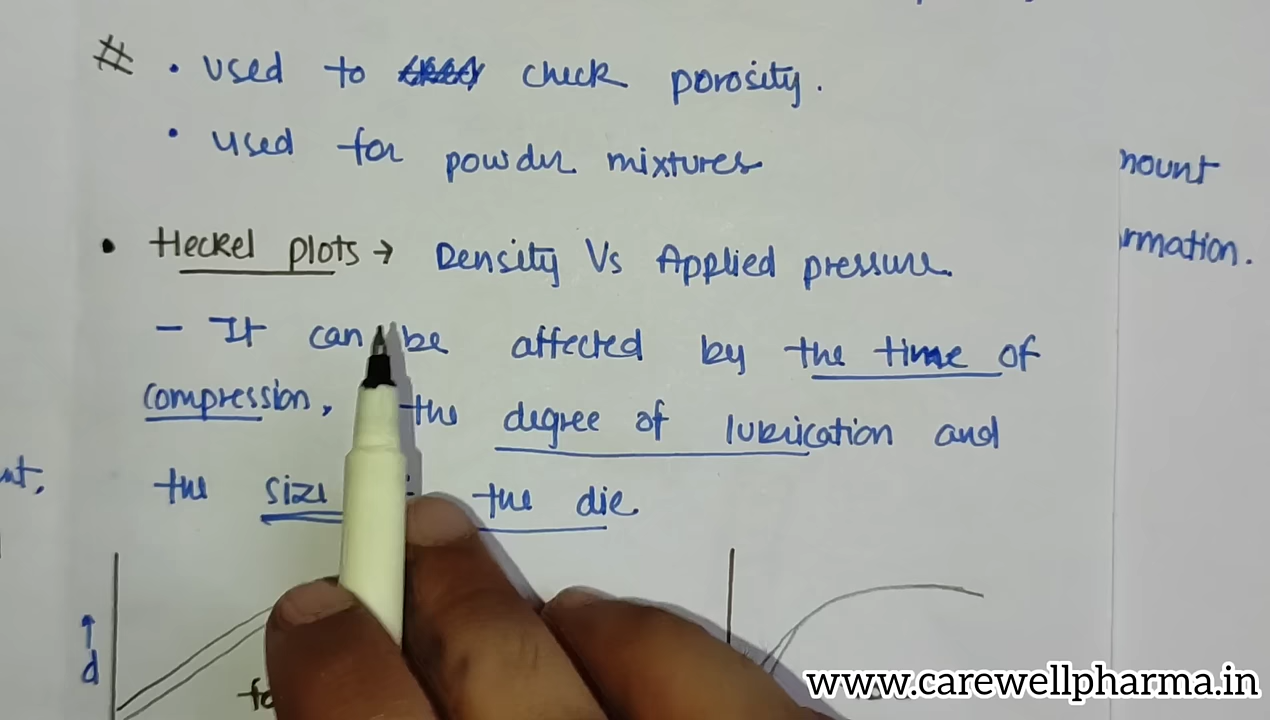 # • used to check porosity.
• used for powder mixtures
nount
• Heckel plots → Density Vs Applied pressure.
rmation.
- It can be affected by the time of
compression, the degree of lubrication and
the size the die
↑
d
www.carewellpharma.in